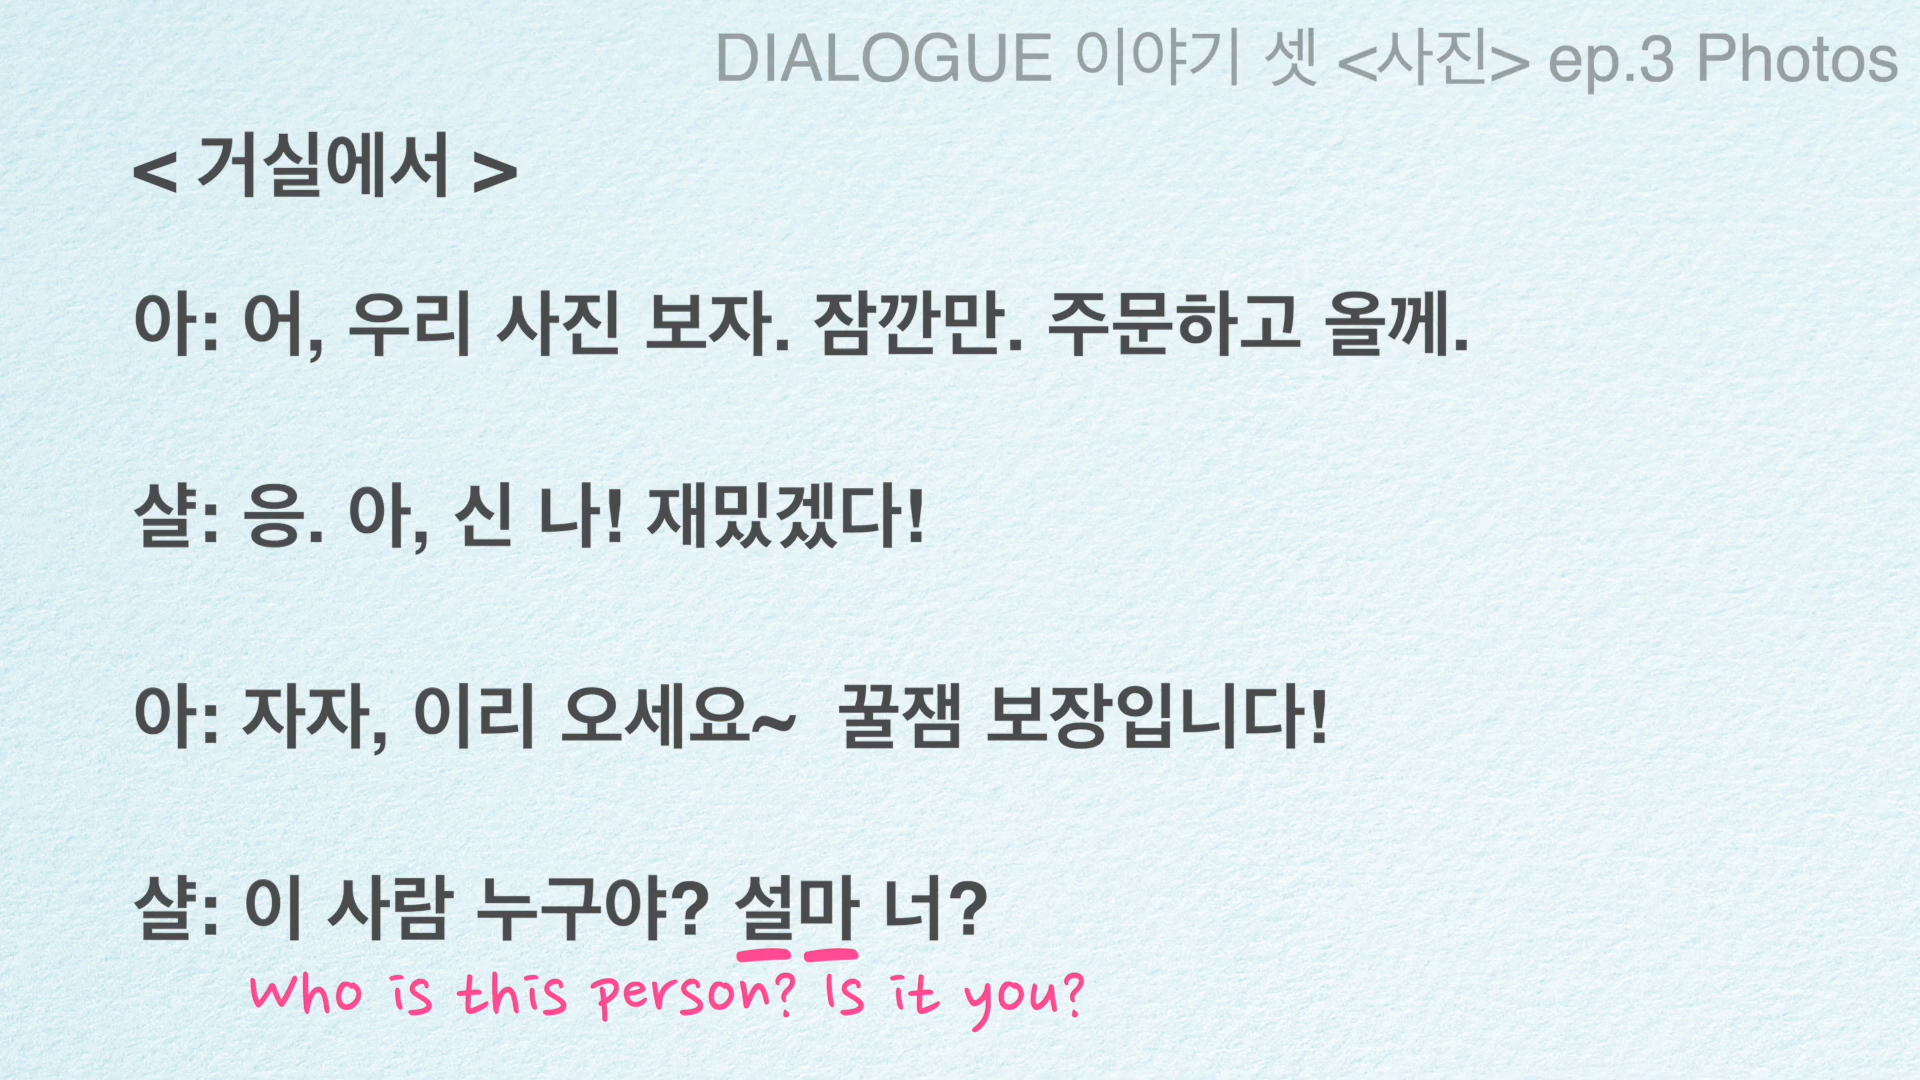 DIALOGUE 이야기 셋 <사진> ep.3 Photos
< 거실에서 >
아: 어, 우리 사진 보자. 잠깐만. 주문하고 올께.
샬: 응. 아, 신 나! 재밌겠다!
아: 자자, 이리 오세요~ 꿀잼 보장입니다!
샬: 이 사람 누구야? 설마 너?
Who is this person? Is it you?